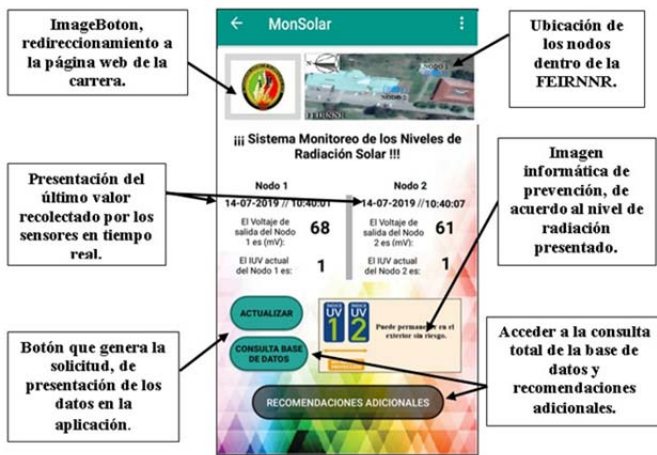 ImageBoton,
redireccionamiento a
la página web de la
carrera.
MonSolar
Ubicación de
los nodos
dentro de la
FEIRNNR.
NODO 1
NODO 2
FEIRNNR
¡¡¡ Sistema Monitoreo de los Niveles de
Radiación Solar !!!
Presentación del
último valor
recolectado por los
sensores en tiempo
real.
Nodo 1
14-07-2019 // 10:40:01
El Voltaje de
salida del Nodo
1 es (mV):
68
El IUV actual
del Nodo 1 es:
1
Nodo 2
14-07-2019 //10:40:07
El Voltaje de
salida del Nodo
2 es (mV):
61
El IUV actual
del Nodo 2 es:
1
Imagen
informática de
prevención, de
acuerdo al nivel de
radiación
presentado.
ACTUALIZAR
CONSULTA BASE
DE DATOS
ÍNDICE
UV
1
ÍNDICE
UV
2
Puede permanecer en el
exterior sin riesgo.
Botón que genera la
solicitud, de
presentación de los
datos en la
aplicación.
Acceder a la consulta
total de la base de
datos y
recomendaciones
adicionales.
RECOMENDACIONES ADICIONALES